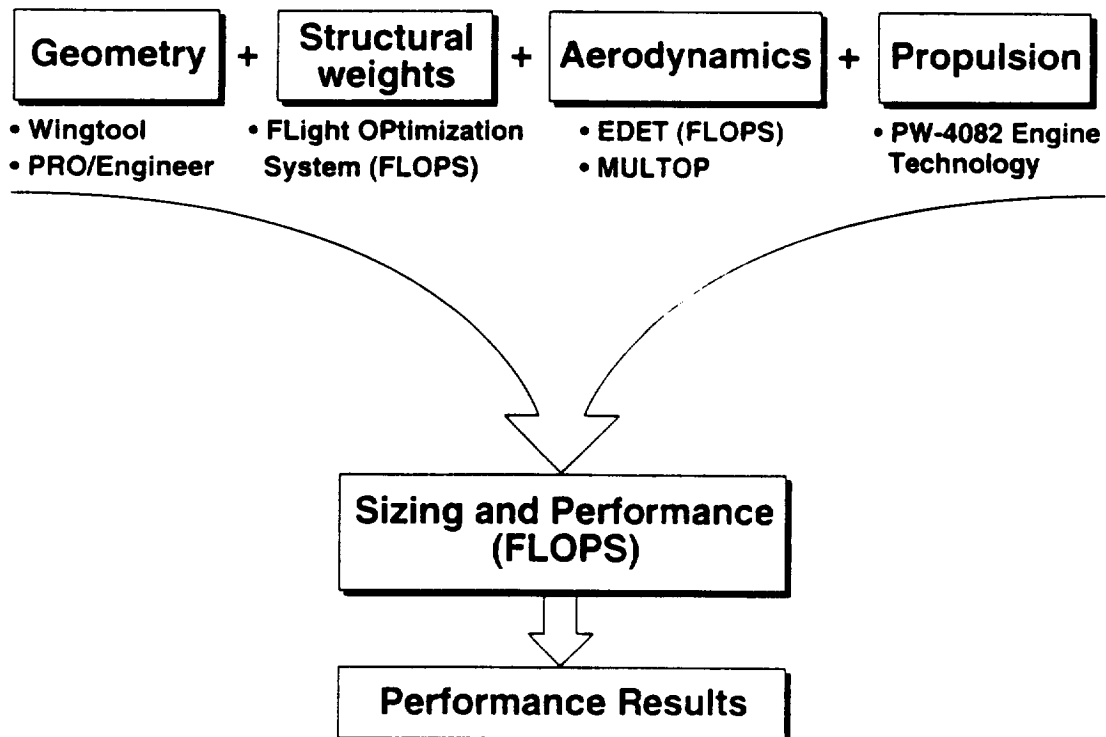 Geometry + Structural weights + Aerodynamics + Propulsion
• Wingtool
• PRO/Engineer
• FLight OPtimization
System (FLOPS)
• EDET (FLOPS)
• MULTOP
• PW-4082 Engine
Technology
Sizing and Performance
(FLOPS)
Performance Results